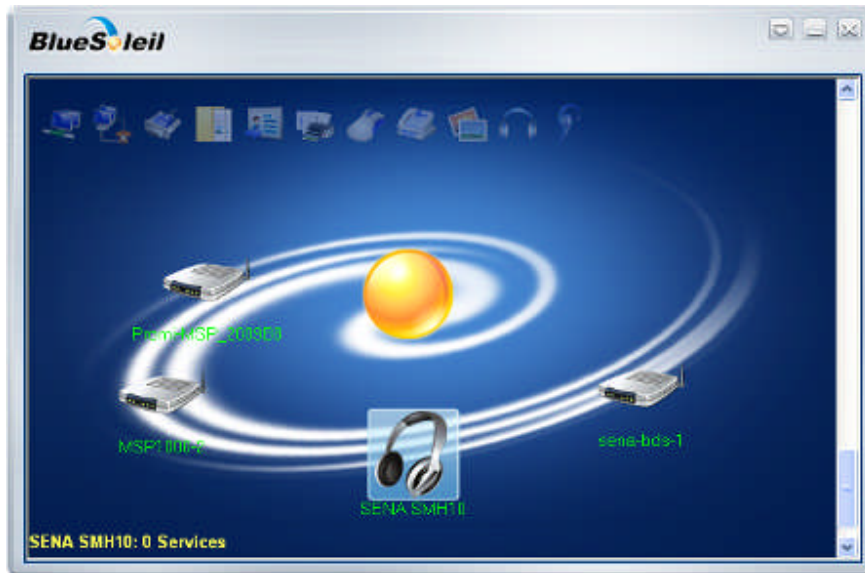 BlueSoleil
MSP1000-2
sena-bds-1
SENA SMH10
SENA SMH10: 0 Services